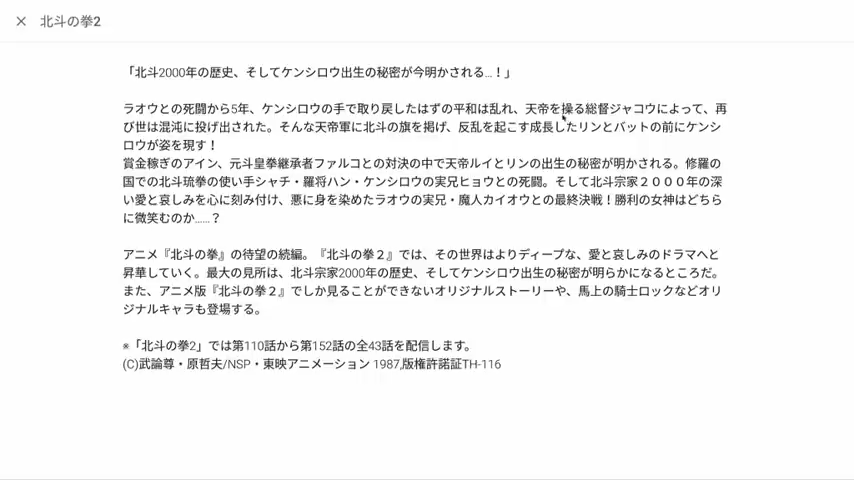 × 北斗の拳2
「北斗2000年の歴史、そしてケンシロウ出生の秘密が今明かされる…！」
ラオウとの死闘から5年、ケンシロウの手で取り戻したはずの平和は乱れ、天帝を操る総督ジャコウによって、再
び世は混沌に投げ出された。そんな天帝軍に北斗の旗を掲げ、反乱を起こす成長したリンとバットの前にケンシ
ロウが姿を現す！
賞金稼ぎのアイン、元斗皇拳継承者ファルコとの対決の中で天帝ルイとリンの出生の秘密が明かされる。修羅の
国での北斗琉拳の使い手シャチ・羅将ハン・ケンシロウの実兄ヒョウとの死闘。そして北斗宗家２０００年の深
い愛と哀しみを心に刻み付け、悪に身を染めたラオウの実兄・魔人カイオウとの最終決戦！勝利の女神はどちら
に微笑むのか……？
アニメ『北斗の拳』の待望の続編。『北斗の拳２』では、その世界はよりディープな、愛と哀しみのドラマへと
昇華していく。最大の見所は、北斗宗家2000年の歴史、そしてケンシロウ出生の秘密が明らかになるところだ。
また、アニメ版『北斗の拳２』でしか見ることができないオリジナルストーリーや、馬上の騎士ロックなどオリ
ジナルキャラも登場する。
※「北斗の拳2」では第110話から第152話の全43話を配信します。
(C)武論尊・原哲夫/NSP・東映アニメーション 1987,版権許諾証TH-116